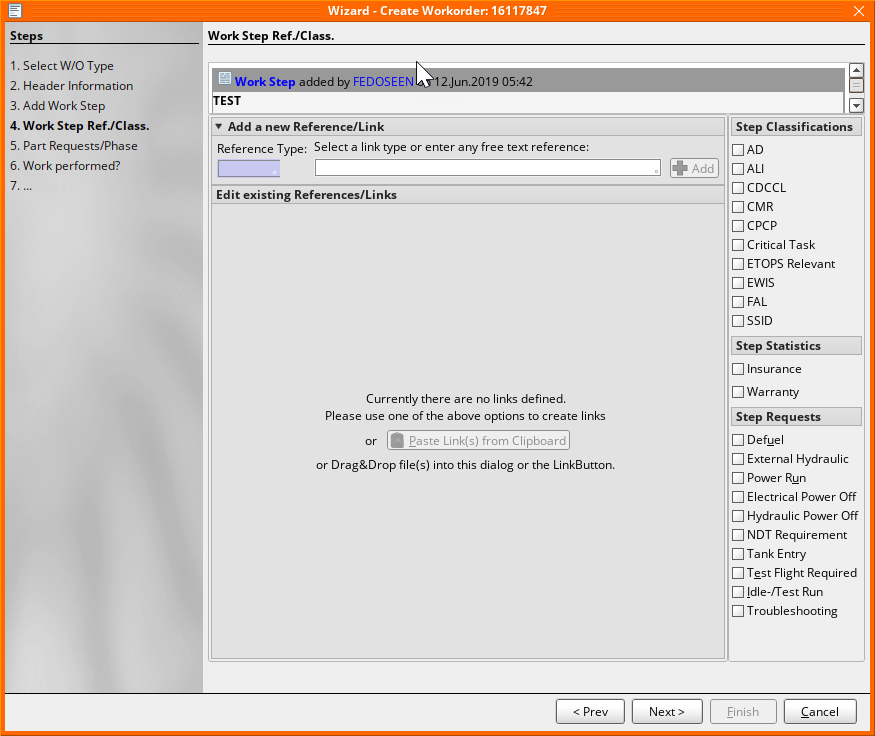 Wizard - Create Workorder: 16117847
Steps
1. Select W/O Type
2. Header Information
3. Add Work Step
4. Work Step Ref./Class.
5. Part Requests/Phase
6. Work performed?
7. ...
Work Step Ref./Class.
Work Step added by FEDOSEEN 12.Jun.2019 05:42
TEST
Add a new Reference/Link
Reference Type:
Select a link type or enter any free text reference:
Add
Edit existing References/Links
Currently there are no links defined.
Please use one of the above options to create links
or Paste Link(s) from Clipboard
or Drag&Drop file(s) into this dialog or the LinkButton.
Step Classifications
AD
ALI
CDCCL
CMR
CPCP
Critical Task
ETOPS Relevant
EWIS
FAL
SSID
Step Statistics
Insurance
Warranty
Step Requests
Defuel
External Hydraulic
Power Run
Electrical Power Off
Hydraulic Power Off
NDT Requirement
Tank Entry
Test Flight Required
Idle-/Test Run
Troubleshooting
< Prev
Next >
Finish
Cancel